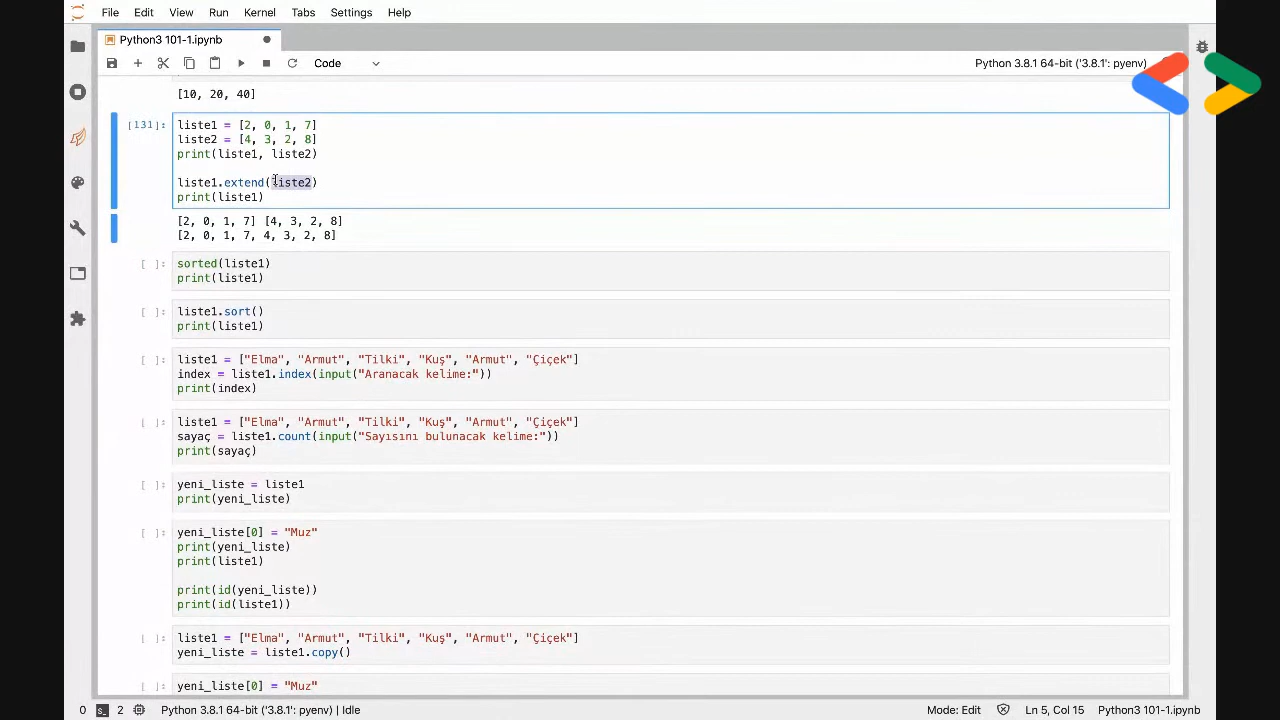 File Edit View Run Kernel Tabs Settings Help
Python3 101-1.ipynb
Code
Python 3.8.1 64-bit ('3.8.1': pyenv)
[10, 20, 40]
[131]:
liste1 = [2, 0, 1, 7]
liste2 = [4, 3, 2, 8]
print(liste1, liste2)
liste1.extend(liste2)
print(liste1)
[2, 0, 1, 7] [4, 3, 2, 8]
[2, 0, 1, 7, 4, 3, 2, 8]
[ ]:
sorted(liste1)
print(liste1)
[ ]:
liste1.sort()
print(liste1)
[ ]:
liste1 = ["Elma", "Armut", "Tilki", "Kuş", "Armut", "Çiçek"]
index = liste1.index(input("Aranacak kelime:"))
print(index)
[ ]:
liste1 = ["Elma", "Armut", "Tilki", "Kuş", "Armut", "Çiçek"]
sayaç = liste1.count(input("Sayısını bulunacak kelime:"))
print(sayaç)
[ ]:
yeni_liste = liste1
print(yeni_liste)
[ ]:
yeni_liste[0] = "Muz"
print(yeni_liste)
print(liste1)
print(id(yeni_liste))
print(id(liste1))
[ ]:
liste1 = ["Elma", "Armut", "Tilki", "Kuş", "Armut", "Çiçek"]
yeni_liste = liste1.copy()
[ ]:
yeni_liste[0] = "Muz"
0 2 Python 3.8.1 64-bit ('3.8.1': pyenv) | Idle
Mode: Edit Ln 5, Col 15 Python3 101-1.ipynb